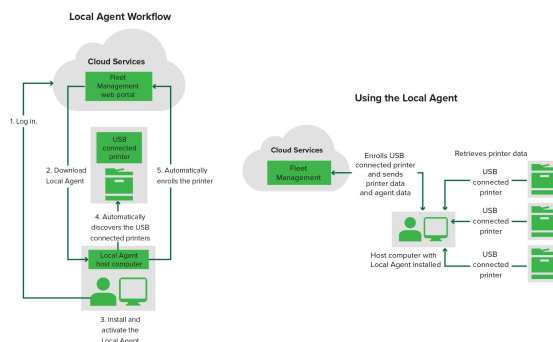 Local Agent Workflow
Cloud Services
Fleet
Management
web portal
1. Log in.
USB
connected
printer
2. Download
Local Agent
5. Automatically
enrolls the printer
4. Automatically
discovers the USB
connected printers
Local Agent
host computer
3. Install and
activate the
Local Agent
Using the Local Agent
Cloud Services
Fleet
Management
Enrolls USB
connected printer
and sends
printer data
and agent data
Retrieves printer data
USB
connected
printer
USB
connected
printer
USB
connected
printer
Host computer with
Local Agent installed